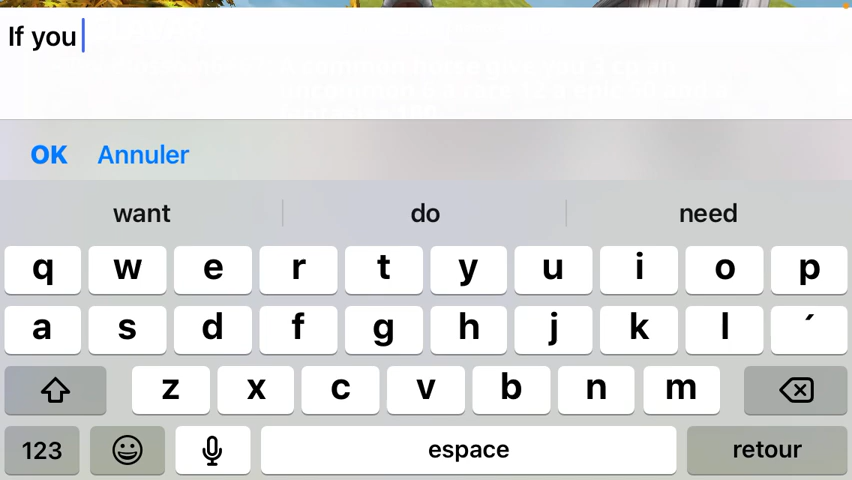 If you
OK Annuler
want do need
q w e r t y u i o p
a s d f g h j k l ´
z x c v b n m
123 espace retour